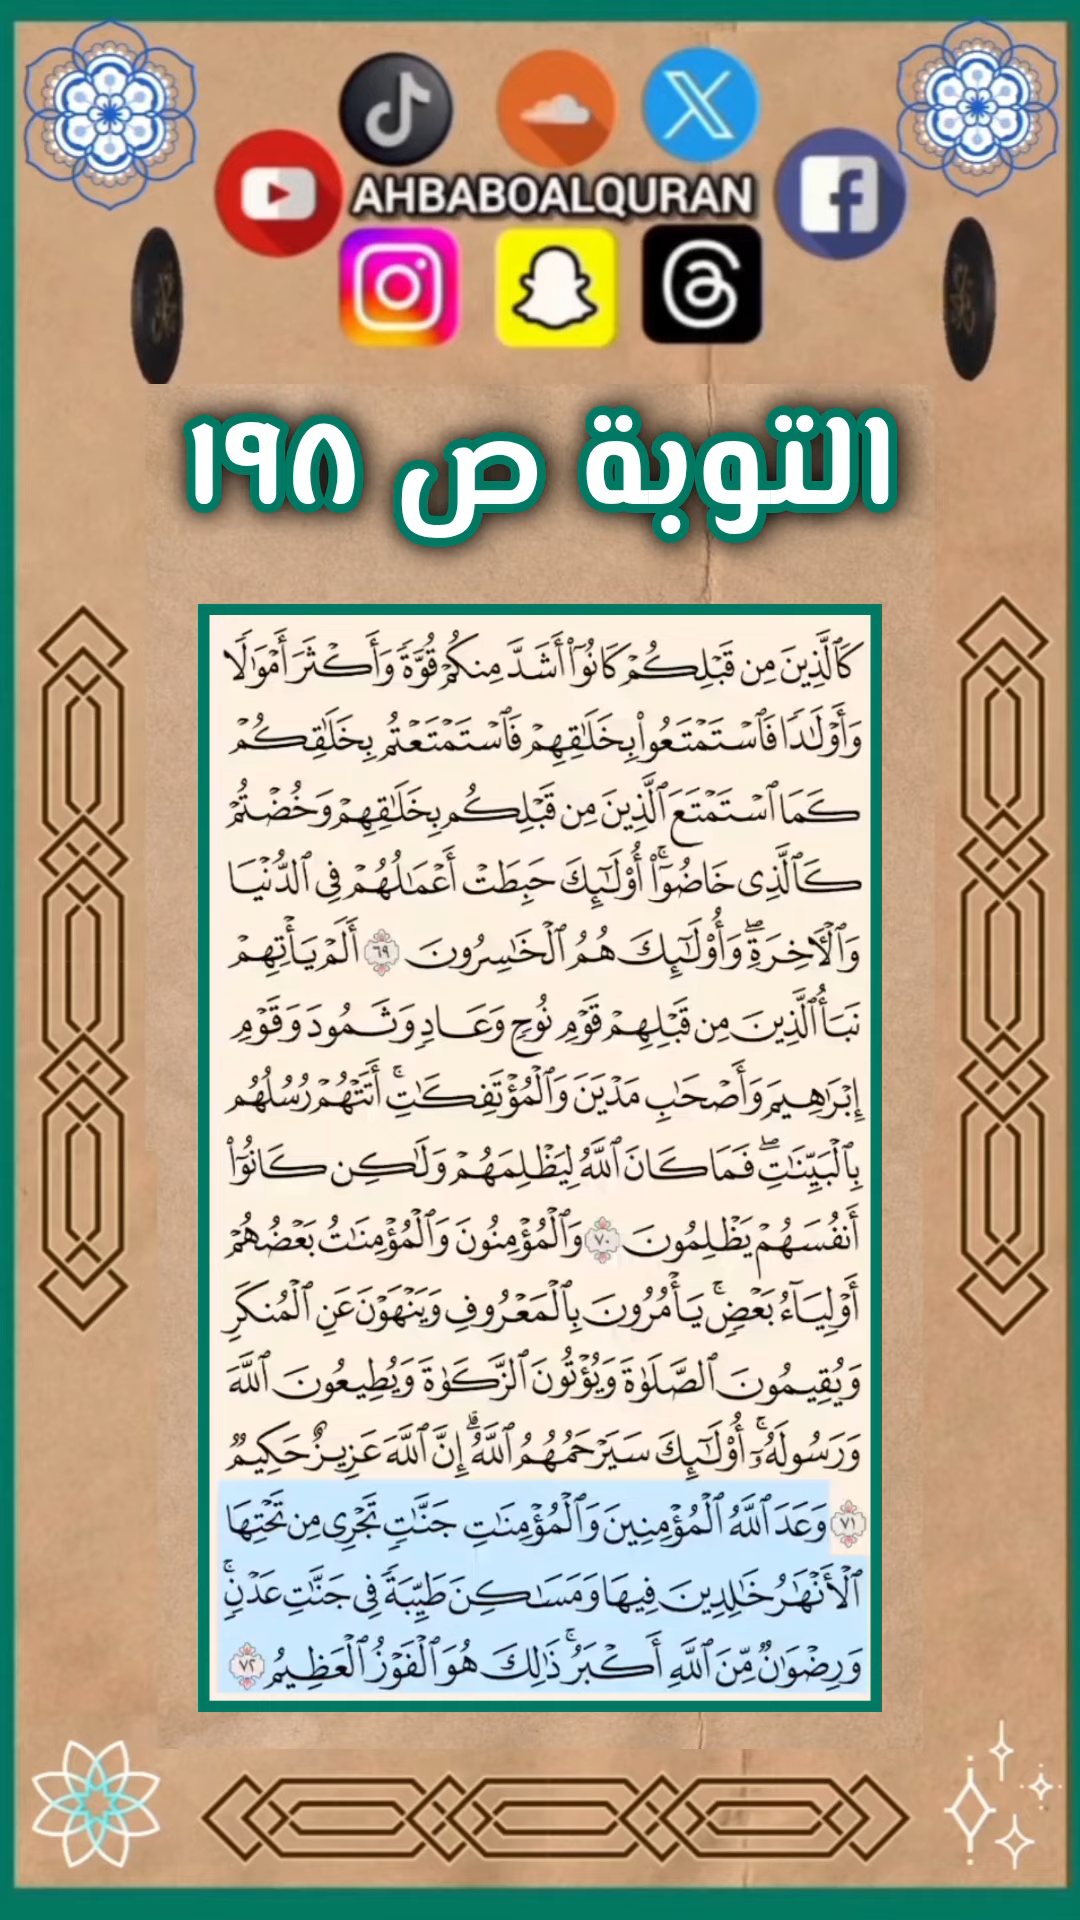 AHBABOALQURAN
التوبة ص ١٩٨
كَٱلَّذِينَ مِن قَبْلِكُمْ كَانُوٓا۟ أَشَدَّ مِنكُمْ قُوَّةً وَأَكْثَرَ أَمْوَٰلًا
وَأَوْلَـٰدًا فَٱسْتَمْتَعُوا۟ بِخَلَـٰقِهِمْ فَٱسْتَمْتَعْتُم بِخَلَـٰقِكُمْ
كَمَا ٱسْتَمْتَعَ ٱلَّذِينَ مِن قَبْلِكُم بِخَلَـٰقِهِمْ وَخُضْتُمْ
كَٱلَّذِى خَاضُوٓا۟ ۚ أُو۟لَـٰٓئِكَ حَبِطَتْ أَعْمَـٰلُهُمْ فِى ٱلدُّنْيَا
وَٱلْـَٔاخِرَةِ ۖ وَأُو۟لَـٰٓئِكَ هُمُ ٱلْخَـٰسِرُونَ ٦٩ أَلَمْ يَأْتِهِمْ
نَبَأُ ٱلَّذِينَ مِن قَبْلِهِمْ قَوْمِ نُوحٍ وَعَادٍ وَثَمُودَ وَقَوْمِ
إِبْرَٰهِيمَ وَأَصْحَـٰبِ مَدْيَنَ وَٱلْمُؤْتَفِكَـٰتِ ۚ أَتَتْهُمْ رُسُلُهُم
بِٱلْبَيِّنَـٰتِ ۖ فَمَا كَانَ ٱللَّهُ لِيَظْلِمَهُمْ وَلَـٰكِن كَانُوٓا۟
أَنفُسَهُمْ يَظْلِمُونَ ٧٠ وَٱلْمُؤْمِنُونَ وَٱلْمُؤْمِنَـٰتُ بَعْضُهُمْ
أَوْلِيَآءُ بَعْضٍ ۚ يَأْمُرُونَ بِٱلْمَعْرُوفِ وَيَنْهَوْنَ عَنِ ٱلْمُنكَرِ
وَيُقِيمُونَ ٱلصَّلَوٰةَ وَيُؤْتُونَ ٱلزَّكَوٰةَ وَيُطِيعُونَ ٱللَّهَ
وَرَسُولَهُۥٓ ۚ أُو۟لَـٰٓئِكَ سَيَرْحَمُهُمُ ٱللَّهُ ۗ إِنَّ ٱللَّهَ عَزِيزٌ حَكِيمٌ
٧١ وَعَدَ ٱللَّهُ ٱلْمُؤْمِنِينَ وَٱلْمُؤْمِنَـٰتِ جَنَّـٰتٍ تَجْرِى مِن تَحْتِهَا
ٱلْأَنْهَـٰرُ خَـٰلِدِينَ فِيهَا وَمَسَـٰكِنَ طَيِّبَةً فِى جَنَّـٰتِ عَدْنٍ ۚ
وَرِضْوَٰنٌ مِّنَ ٱللَّهِ أَكْبَرُ ۚ ذَٰلِكَ هُوَ ٱلْفَوْزُ ٱلْعَظِيمُ ٧٢